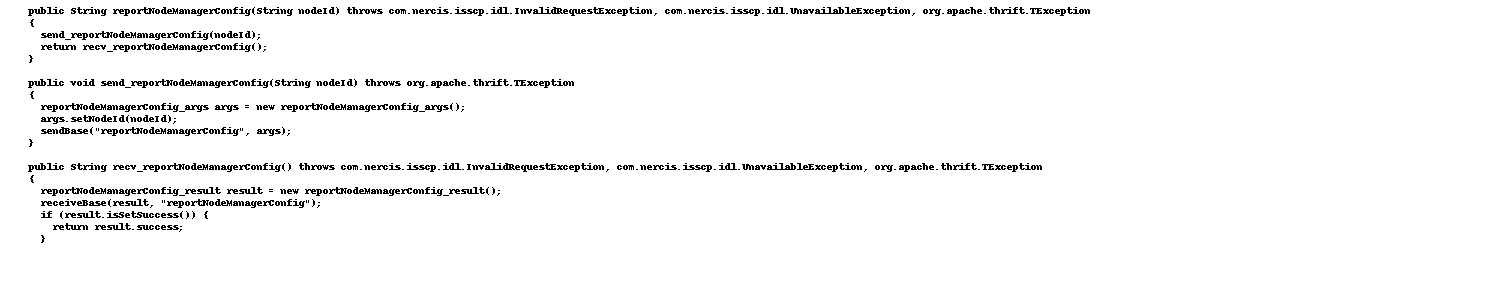 public String reportNodeManagerConfig(String nodeId) throws com.nercis.isscp.idl.InvalidRequestException, com.nercis.isscp.idl.UnavailableException, org.apache.thrift.TException
{
send_reportNodeManagerConfig(nodeId);
return recv_reportNodeManagerConfig();
}
public void send_reportNodeManagerConfig(String nodeId) throws org.apache.thrift.TException
{
reportNodeManagerConfig_args args = new reportNodeManagerConfig_args();
args.setNodeId(nodeId);
sendBase("reportNodeManagerConfig", args);
}
public String recv_reportNodeManagerConfig() throws com.nercis.isscp.idl.InvalidRequestException, com.nercis.isscp.idl.UnavailableException, org.apache.thrift.TException
{
reportNodeManagerConfig_result result = new reportNodeManagerConfig_result();
receiveBase(result, "reportNodeManagerConfig");
if (result.isSetSuccess()) {
return result.success;
}